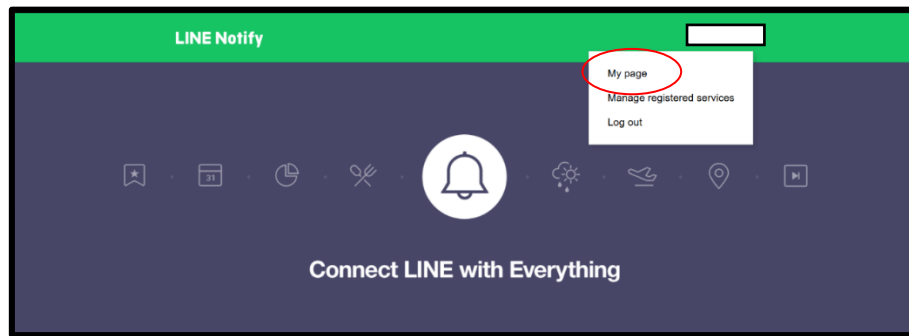 LINE Notify
My page
Manage registered services
Log out
31
Connect LINE with Everything